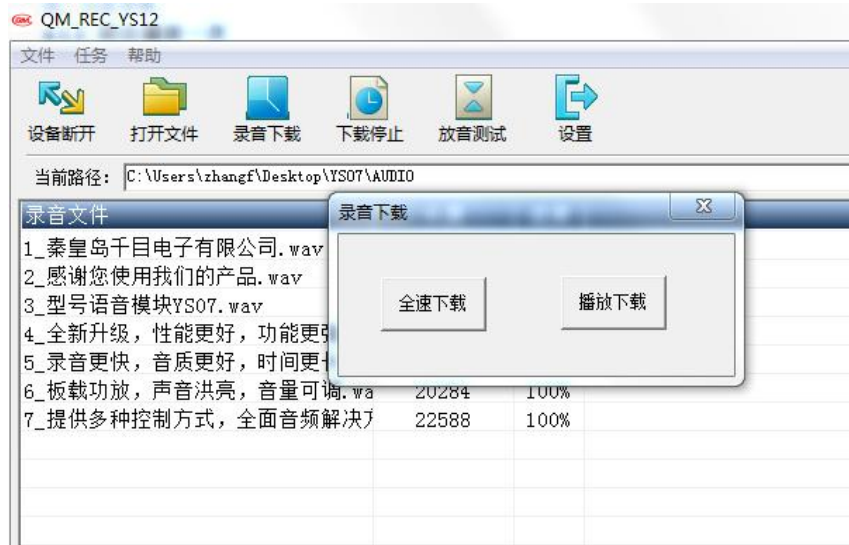 QM_REC_YS12
文件 任务 帮助
设备断开 打开文件 录音下载 下载停止 放音测试 设置
当前路径: C:\Users\zhangf\Desktop\YS07\AUDIO
录音文件
录音下载
1_秦皇岛千目电子有限公司.wav
2_感谢您使用我们的产品.wav
3_型号语音模块YS07.wav
全速下载 播放下载
4_全新升级，性能更好，功能更强
5_录音更快，音质更好，时间更
6_板载功放，声音洪亮，音量可调.wa 20284 100%
7_提供多种控制方式，全面音频解决方 22588 100%